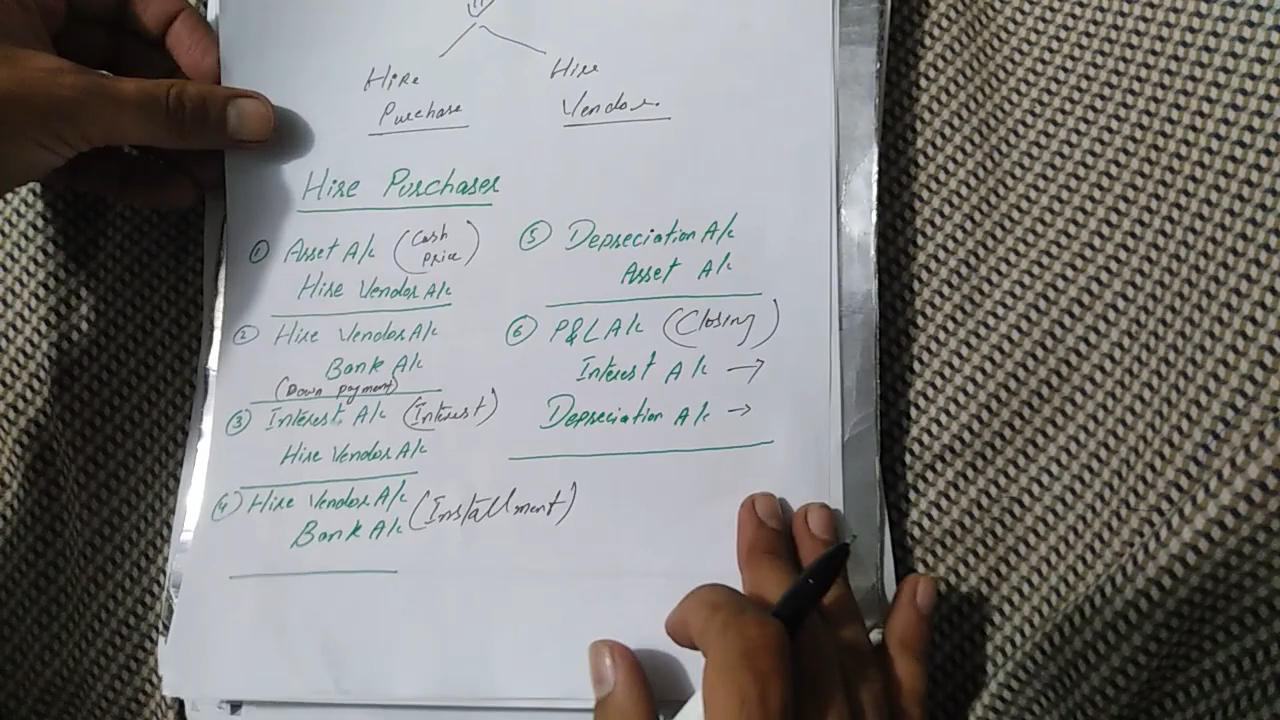 Hire
Purchase
Hire
Vendor.
Hire Purchaser
① Asset A/c (Cash Price)
Hire Vendor A/c
② Hire Vendor A/c
Bank A/c
(Down payment)
③ Interest A/c (Interest)
Hire Vendor A/c
④ Hire Vendor A/c
Bank A/c (Installment)
⑤ Depreciation A/c
Asset A/c
⑥ P&L A/c (Closing)
Interest A/c →
Depreciation A/c →